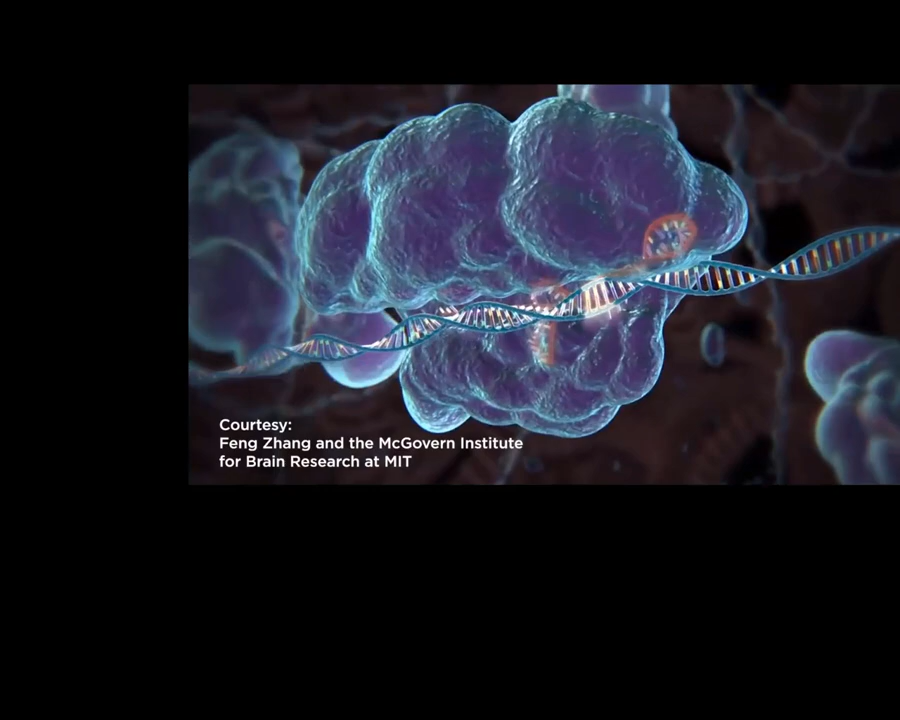 Courtesy:
Feng Zhang and the McGovern Institute
for Brain Research at MIT